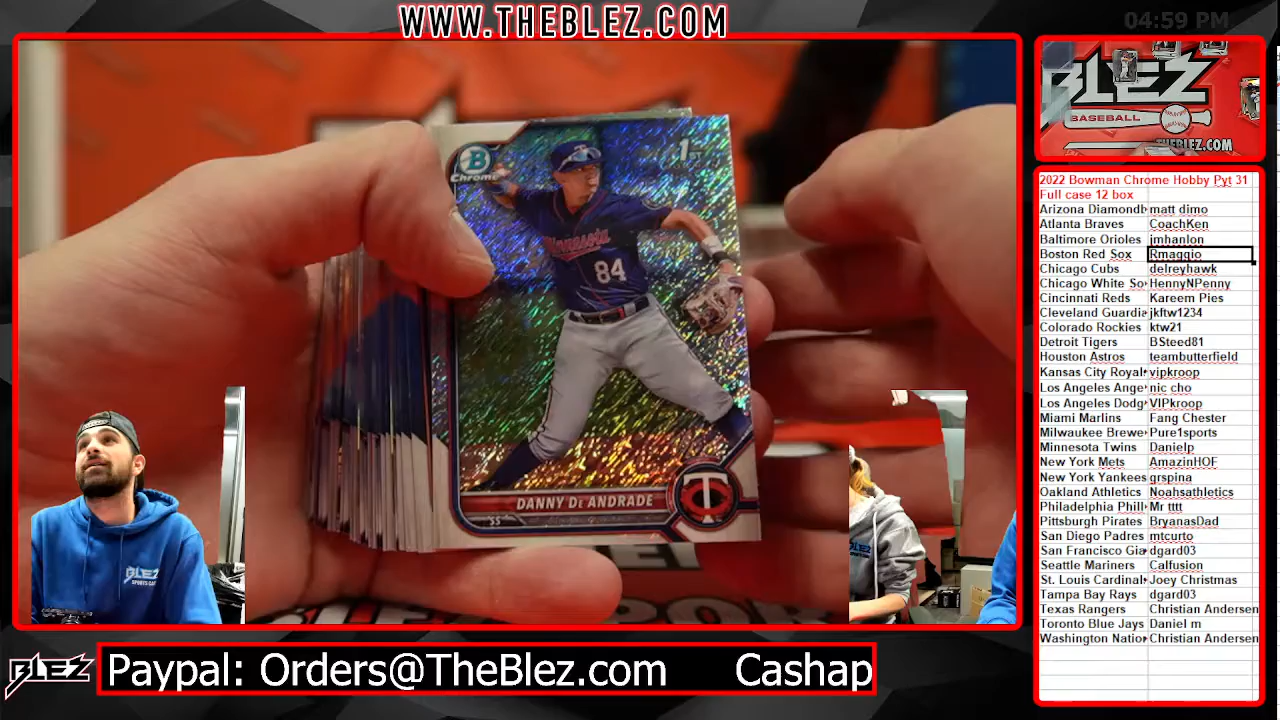 WWW.THEBLEZ.COM
04:59 PM
BLEZ
BASEBALL
THEBLEZ.COM
B
Chrome
1
Minnesota
84
DANNY DE ANDRADE
SS
T C
BLEZ
2022 Bowman Chrome Hobby Pyt 31
Full case 12 box
Arizona Diamondb matt dimo
Atlanta Braves CoachKen
Baltimore Orioles jmhanlon
Boston Red Sox Rmaggio
Chicago Cubs delreyhawk
Chicago White So HennyNPenny
Cincinnati Reds Kareem Pies
Cleveland Guardia jkftw1234
Colorado Rockies ktw21
Detroit Tigers BSteed81
Houston Astros teambutterfield
Kansas City Royal vipkroop
Los Angeles Ange nic cho
Los Angeles Dodg VIPkroop
Miami Marlins Fang Chester
Milwaukee Brewe Pure1sports
Minnesota Twins Danielp
New York Mets AmazinHOF
New York Yankees grspina
Oakland Athletics Noahsathletics
Philadelphia Phill Mr tttt
Pittsburgh Pirates BryanasDad
San Diego Padres mtcurto
San Francisco Gia dgard03
Seattle Mariners Calfusion
St. Louis Cardinal Joey Christmas
Tampa Bay Rays dgard03
Texas Rangers Christian Andersen
Toronto Blue Jays Daniel m
Washington Natio Christian Andersen
BLEZ
Paypal: Orders@TheBlez.com Cashap